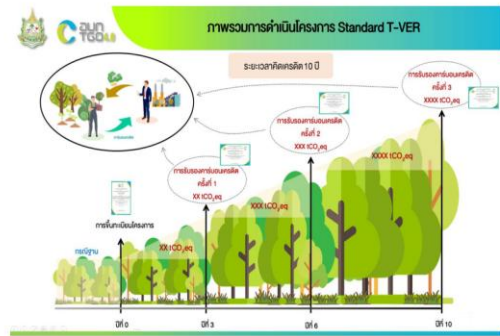 อบก
TGO
ภาพรวมการดำเนินโครงการ Standard T-VER
ระยะเวลาคิดเครดิต 10 ปี
การรับรองคาร์บอนเครดิต
ครั้งที่ 3
XXXX tCO₂eq
การรับรองคาร์บอนเครดิต
ครั้งที่ 2
XXX tCO₂eq
การรับรองคาร์บอนเครดิต
ครั้งที่ 1
XX tCO₂eq
XXXX tCO₂eq
XXX tCO₂eq
การขึ้นทะเบียนโครงการ
กรณีฐาน
XX tCO₂eq
ปีที่ 0
ปีที่ 3
ปีที่ 6
ปีที่ 10